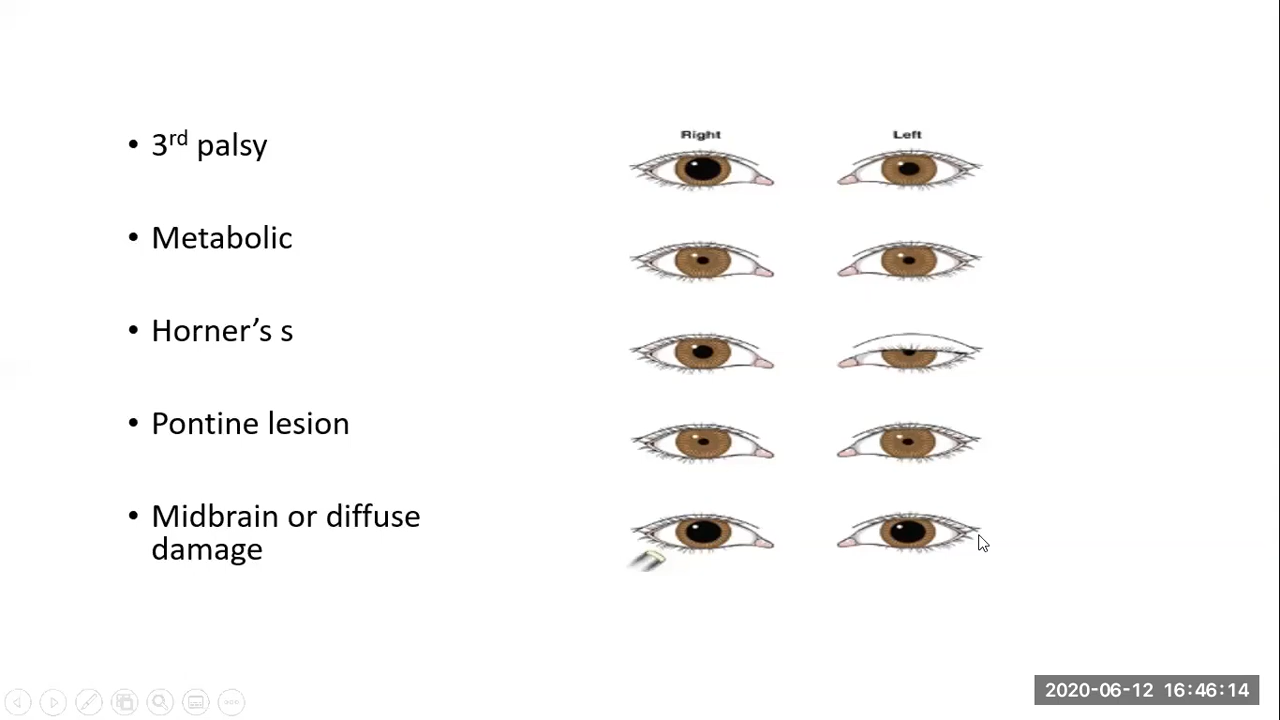 Right Left
• 3rd palsy
• Metabolic
• Horner's s
• Pontine lesion
• Midbrain or diffuse
damage
2020-06-12 16:46:14